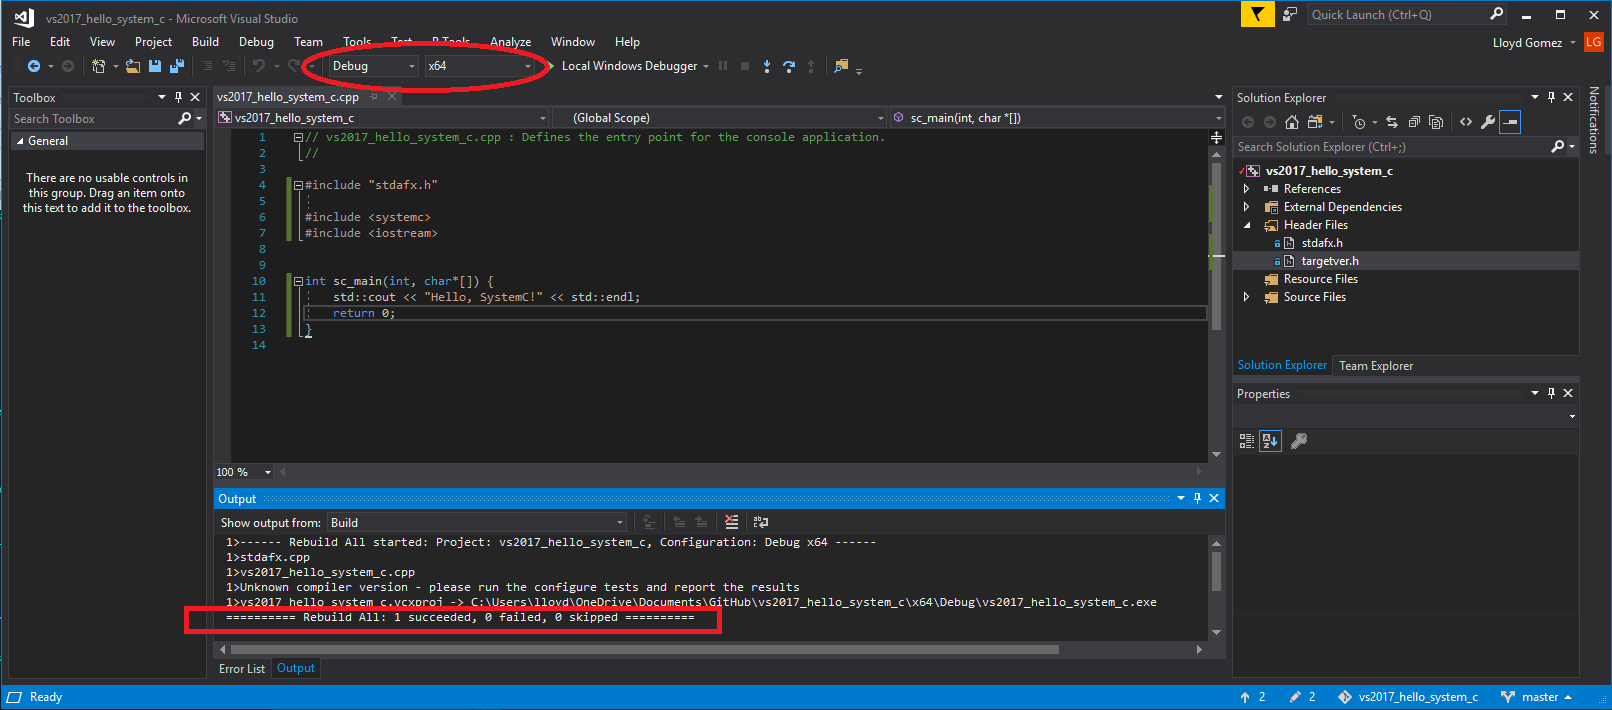 vs2017_hello_system_c - Microsoft Visual Studio
Quick Launch (Ctrl+Q)
File Edit View Project Build Debug Team Tools Test R Tools Analyze Window Help
Lloyd Gomez LG
Debug x64 Local Windows Debugger
Toolbox
Search Toolbox
General
There are no usable controls in
this group. Drag an item onto
this text to add it to the toolbox.
vs2017_hello_system_c.cpp
vs2017_hello_system_c (Global Scope) sc_main(int, char *[])
1 // vs2017_hello_system_c.cpp : Defines the entry point for the console application.
2 //
3
4 #include "stdafx.h"
5
6 #include <systemc>
7 #include <iostream>
8
9
10 int sc_main(int, char*[]) {
11 std::cout << "Hello, SystemC!" << std::endl;
12 return 0;
13 }
14
100 %
Output
Show output from: Build
1>------ Rebuild All started: Project: vs2017_hello_system_c, Configuration: Debug x64 ------
1>stdafx.cpp
1>vs2017_hello_system_c.cpp
1>Unknown compiler version - please run the configure tests and report the results
1>vs2017_hello_system_c.vcxproj -> C:\Users\lloyd\OneDrive\Documents\GitHub\vs2017_hello_system_c\x64\Debug\vs2017_hello_system_c.exe
========== Rebuild All: 1 succeeded, 0 failed, 0 skipped ==========
Error List Output
Solution Explorer
Search Solution Explorer (Ctrl+;)
vs2017_hello_system_c
References
External Dependencies
Header Files
stdafx.h
targetver.h
Resource Files
Source Files
Solution Explorer Team Explorer
Properties
Notifications
Ready
2 2 vs2017_hello_system_c master